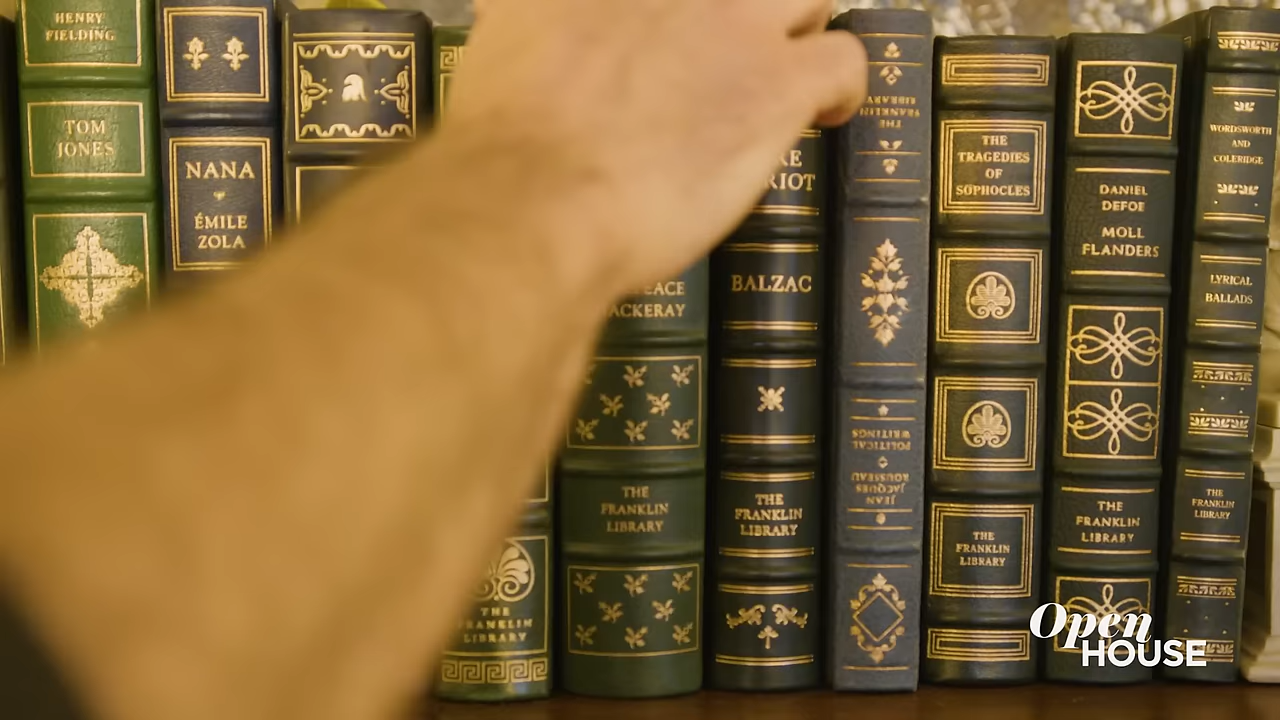 HENRY
FIELDING
TOM
JONES
NANA
ÉMILE
ZOLA
THE
FRANKLIN
LIBRARY
ACKERAY
THE
FRANKLIN
LIBRARY
RIOT
BALZAC
THE
FRANKLIN
LIBRARY
JEAN
JACQUES
ROUSSEAU
POLITICAL
WRITINGS
THE
FRANKLIN
LIBRARY
THE
TRAGEDIES
OF
SOPHOCLES
THE
FRANKLIN
LIBRARY
DANIEL
DEFOE
MOLL
FLANDERS
THE
FRANKLIN
LIBRARY
WORDSWORTH
AND
COLERIDGE
LYRICAL
BALLADS
THE
FRANKLIN
LIBRARY
Open
HOUSE